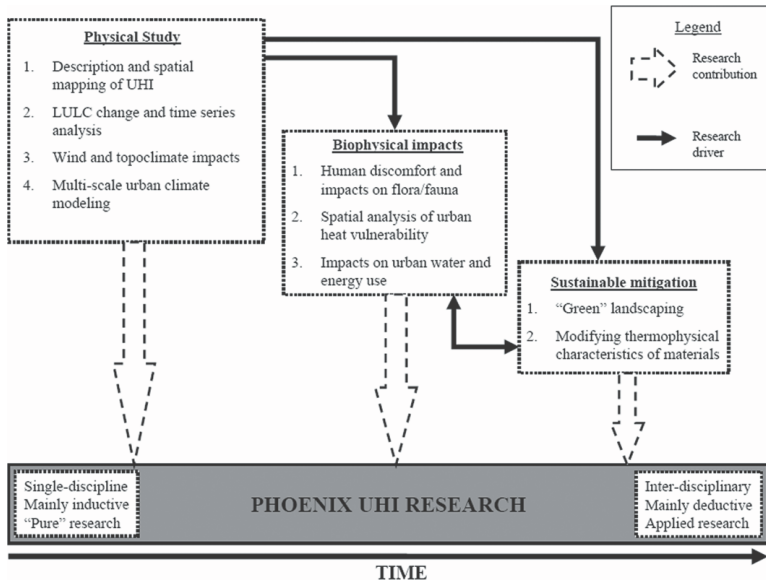 Physical Study
1. Description and spatial
mapping of UHI
2. LULC change and time series
analysis
3. Wind and topoclimate impacts
4. Multi-scale urban climate
modeling
Legend
Research
contribution
Research
driver
Biophysical impacts
1. Human discomfort and
impacts on flora/fauna
2. Spatial analysis of urban
heat vulnerability
3. Impacts on urban water and
energy use
Sustainable mitigation
1. “Green” landscaping
2. Modifying thermophysical
characteristics of materials
Single-discipline
Mainly inductive
“Pure” research
PHOENIX UHI RESEARCH
Inter-disciplinary
Mainly deductive
Applied research
TIME